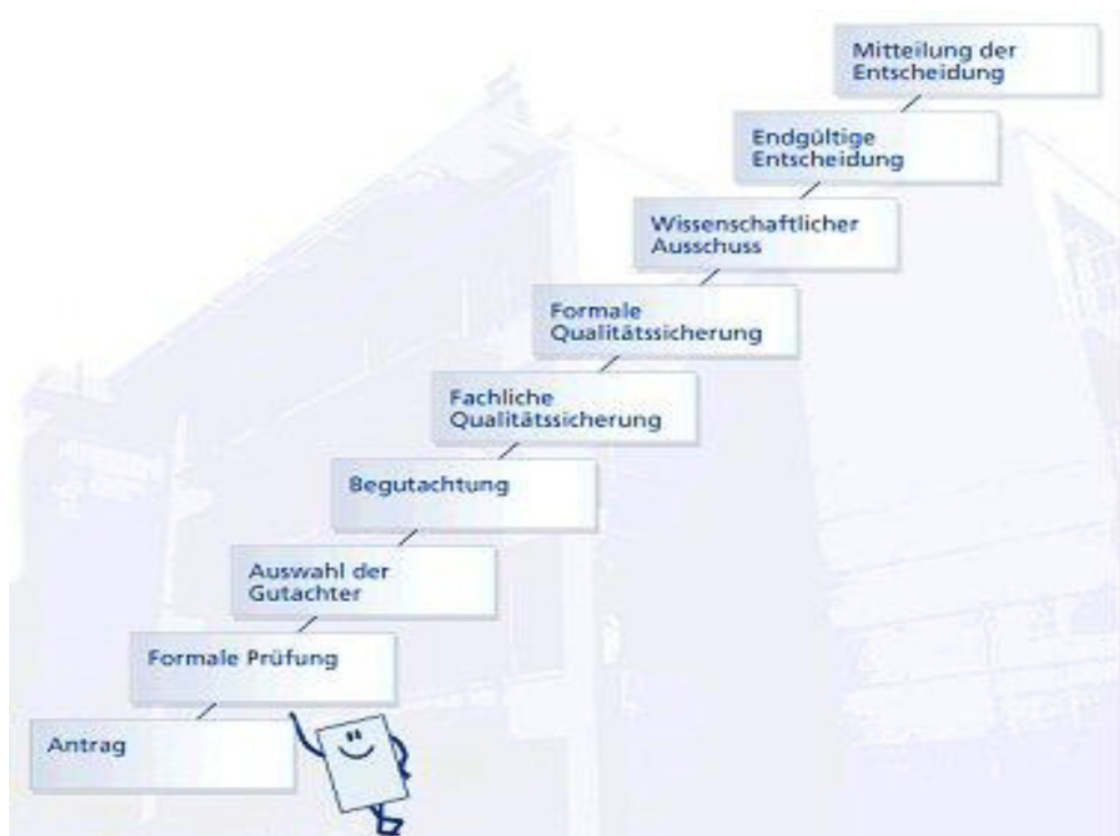 Mitteilung der
Entscheidung
Endgültige
Entscheidung
Wissenschaftlicher
Ausschuss
Formale
Qualitätssicherung
Fachliche
Qualitätssicherung
Begutachtung
Auswahl der
Gutachter
Formale Prüfung
Antrag